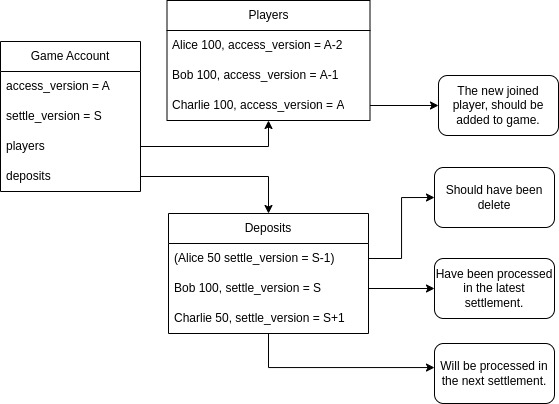 Players
Alice 100, access_version = A-2
Bob 100, access_version = A-1
Charlie 100, access_version = A
Game Account
access_version = A
settle_version = S
players
deposits
The new joined
player, should be
added to game.
Deposits
(Alice 50 settle_version = S-1)
Bob 100, settle_version = S
Charlie 50, settle_version = S+1
Should have been
delete
Have been processed
in the latest
settlement.
Will be processed in
the next settlement.